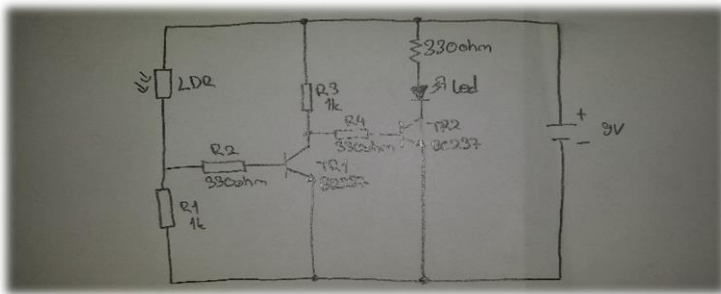 330ohm
LDR
Led
R3
1k
+
R4
TR2
9V
-
330ohm
BC237
R2
330ohm
TR1
R1
1k